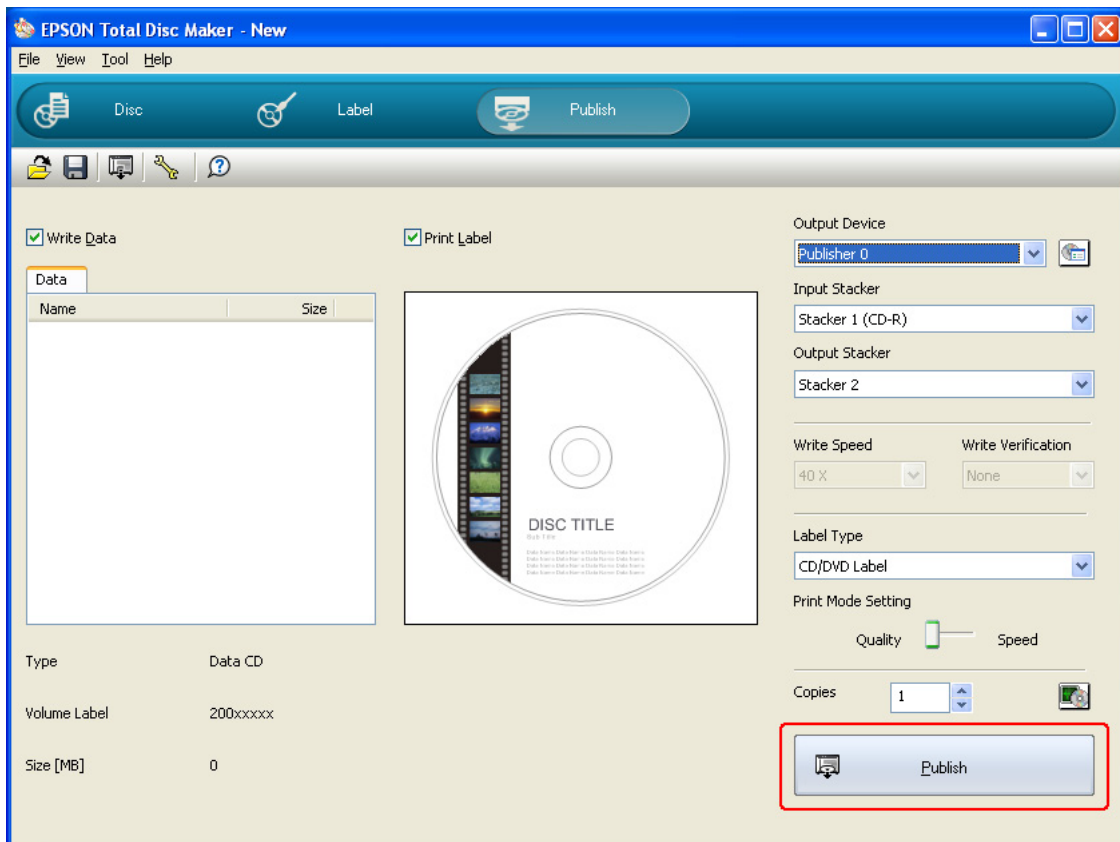 EPSON Total Disc Maker - New
File View Tool Help
Disc Label Publish
Write Data
Print Label
Output Device
Publisher 0
Data
Name Size
Input Stacker
Stacker 1 (CD-R)
Output Stacker
Stacker 2
Write Speed Write Verification
40 X None
DISC TITLE
Sub Title
Label Type
CD/DVD Label
Print Mode Setting
Quality Speed
Type Data CD
Copies 1
Volume Label 200xxxxx
Size [MB] 0
Publish